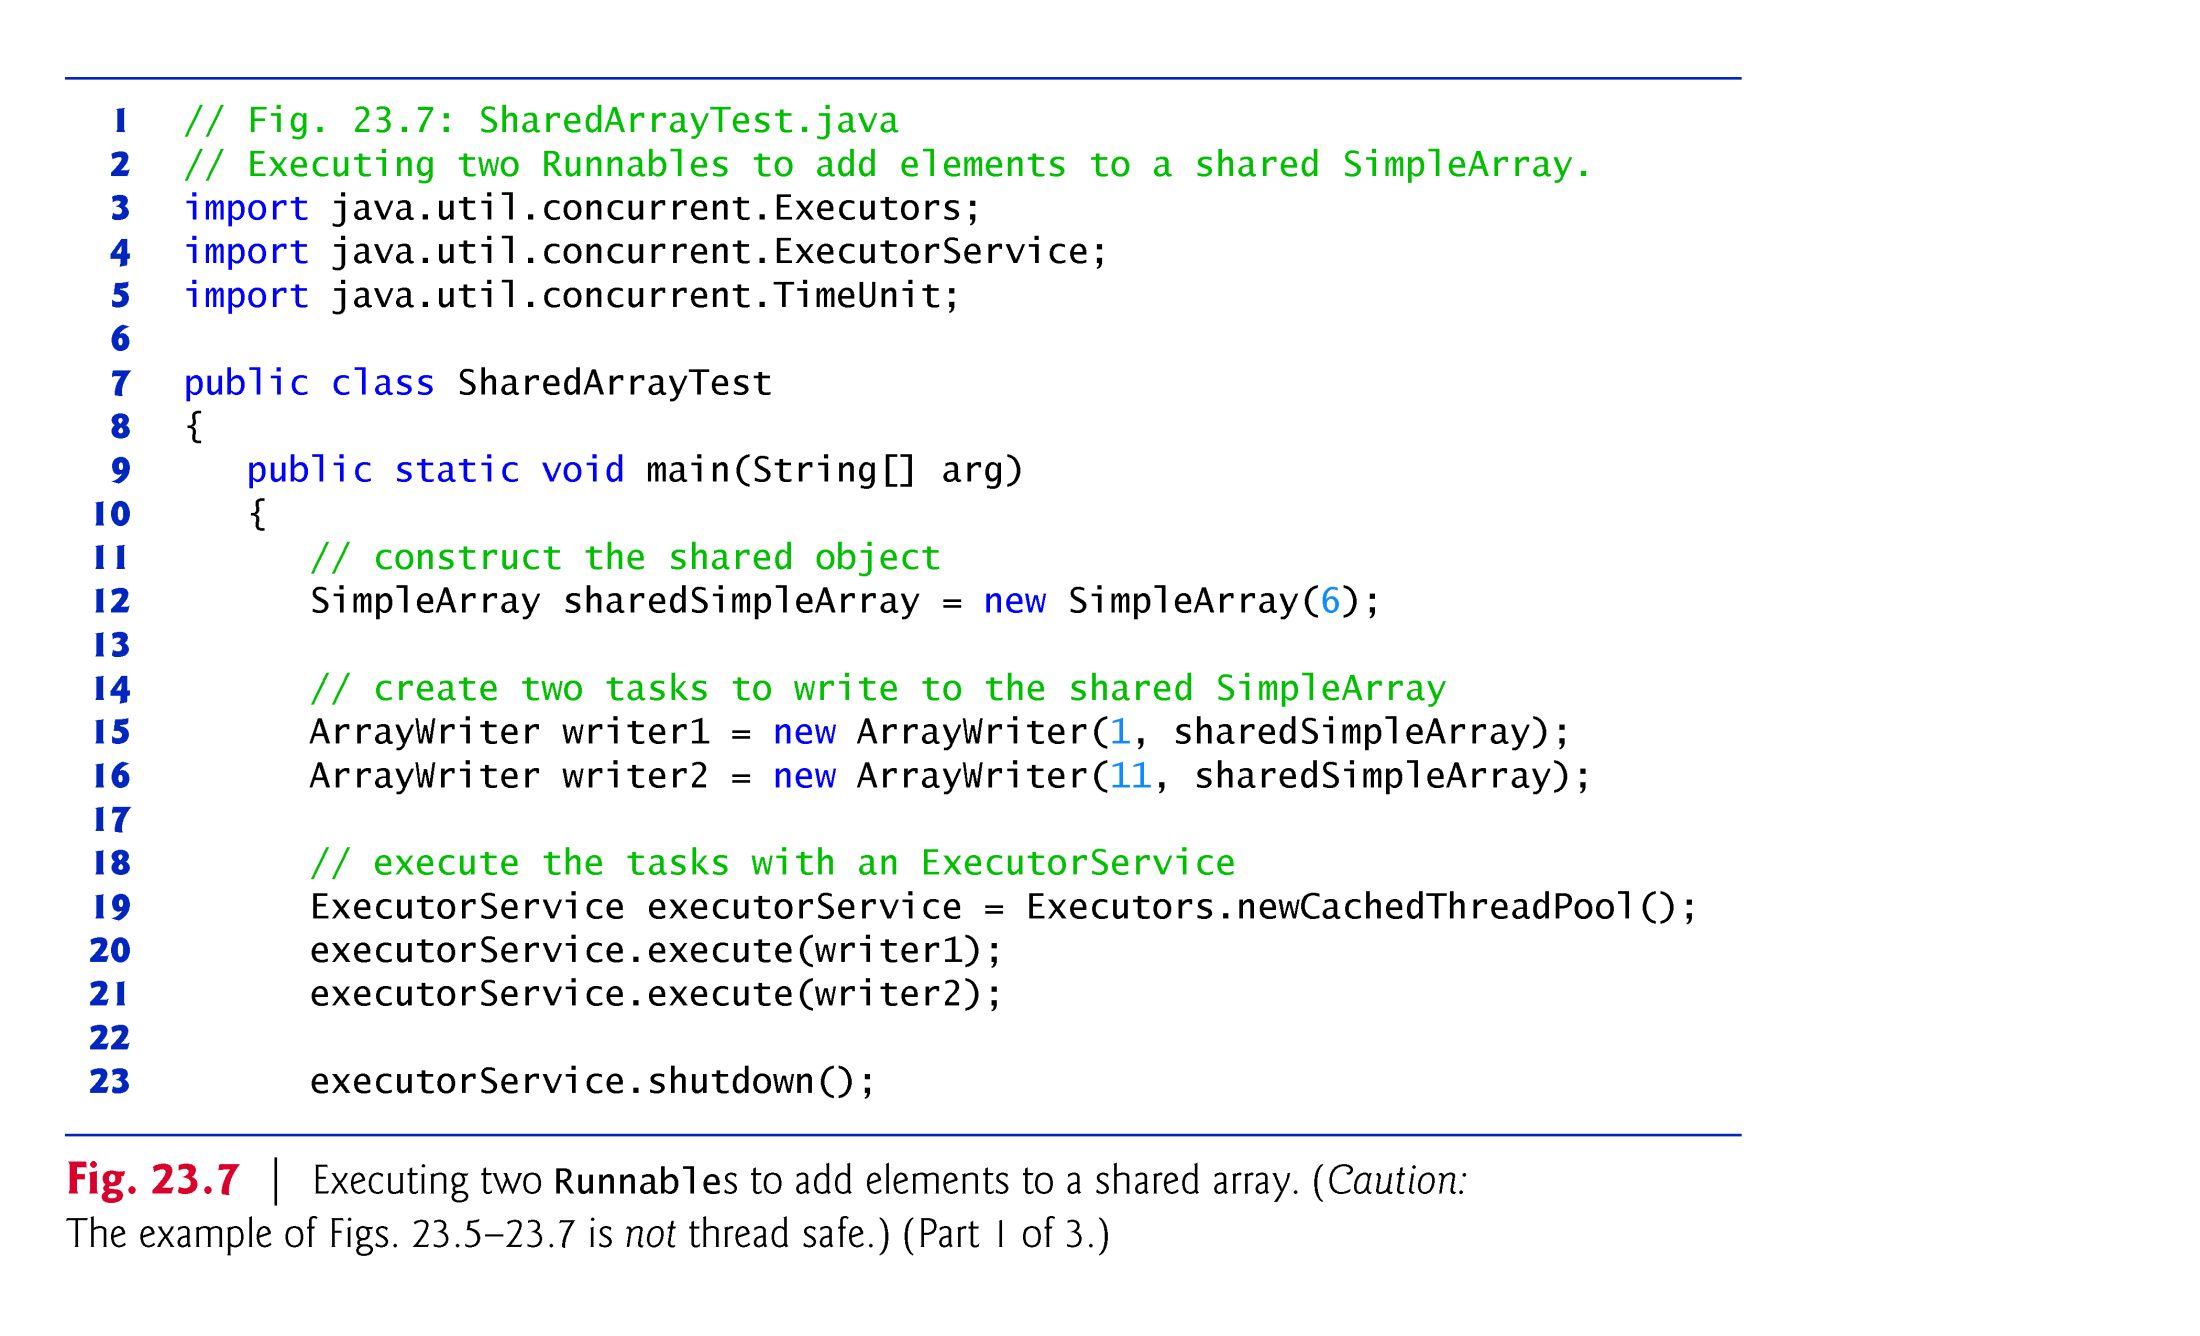 1 // Fig. 23.7: SharedArrayTest.java
2 // Executing two Runnables to add elements to a shared SimpleArray.
3 import java.util.concurrent.Executors;
4 import java.util.concurrent.ExecutorService;
5 import java.util.concurrent.TimeUnit;
6
7 public class SharedArrayTest
8 {
9    public static void main(String[] arg)
10    {
11       // construct the shared object
12       SimpleArray sharedSimpleArray = new SimpleArray(6);
13
14       // create two tasks to write to the shared SimpleArray
15       ArrayWriter writer1 = new ArrayWriter(1, sharedSimpleArray);
16       ArrayWriter writer2 = new ArrayWriter(11, sharedSimpleArray);
17
18       // execute the tasks with an ExecutorService
19       ExecutorService executorService = Executors.newCachedThreadPool();
20       executorService.execute(writer1);
21       executorService.execute(writer2);
22
23       executorService.shutdown();
Fig. 23.7 | Executing two Runnables to add elements to a shared array. (Caution:
The example of Figs. 23.5–23.7 is not thread safe.) (Part 1 of 3.)